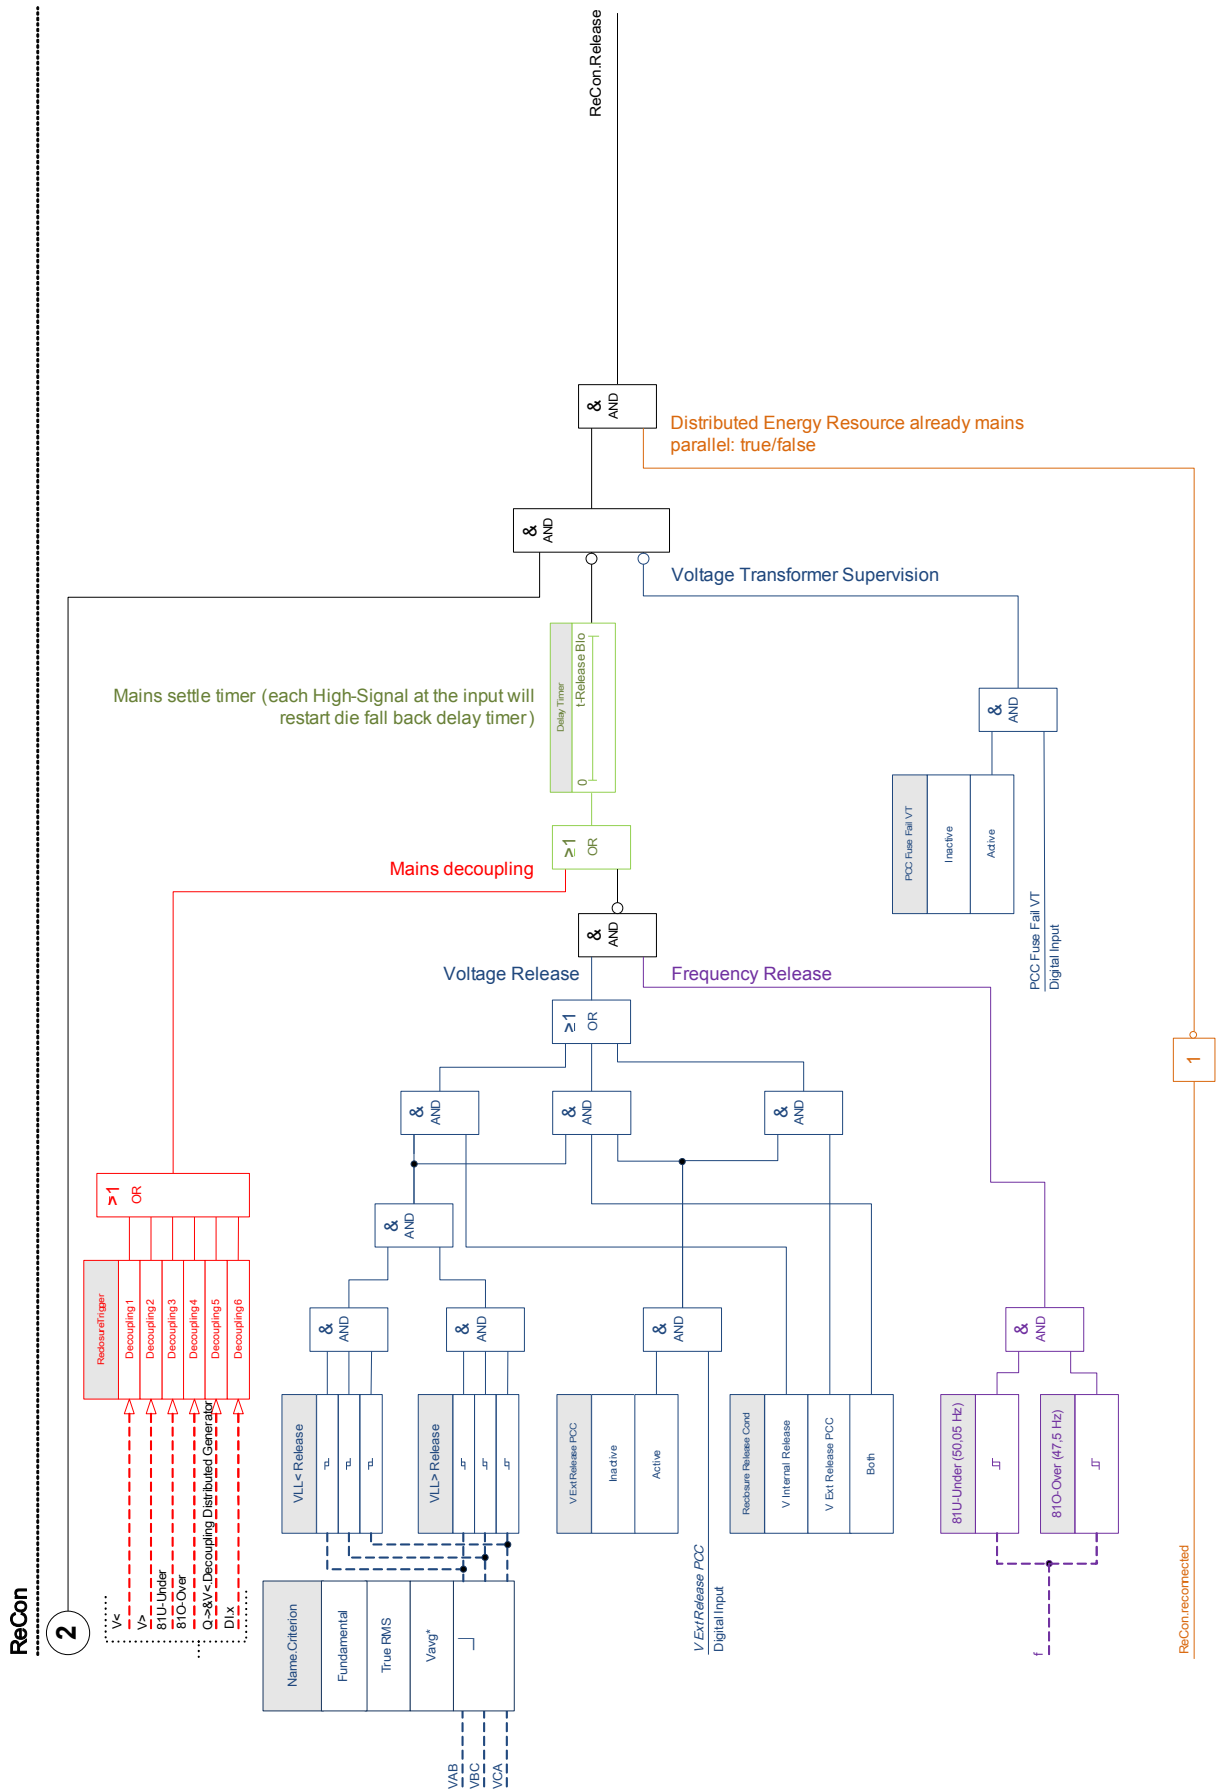 ReCon
2
V<
V>
81U-Under
81O-Over
Q->&V<,Decoupling Distributed Generator
DI.x
ReclosureTrigger
Decoupling1
Decoupling2
Decoupling3
Decoupling4
Decoupling5
Decoupling6
≥1
OR
Mains decoupling
Mains settle timer (each High-Signal at the input will
restart die fall back delay timer)
≥1
OR
Delay Timer
0
t-Release Blo
&
AND
&
AND
ReCon.Release
Distributed Energy Resource already mains
parallel: true/false
Voltage Transformer Supervision
VAB
VBC
VCA
Name.Criterion
Fundamental
True RMS
Vavg*
VLL< Release
&
AND
VLL> Release
&
AND
&
AND
&
AND
&
AND
&
AND
≥1
OR
Voltage Release
&
AND
Frequency Release
V Ext Release PCC
Digital Input
V Ext Release PCC
Inactive
Active
&
AND
Reclosure Release Cond
V Internal Release
V Ext Release PCC
Both
PCC Fuse Fail VT
Digital Input
PCC Fuse Fail VT
Inactive
Active
&
AND
f
81U-Under (50,05 Hz)
81O-Over (47,5 Hz)
&
AND
ReCon.reconnected
1